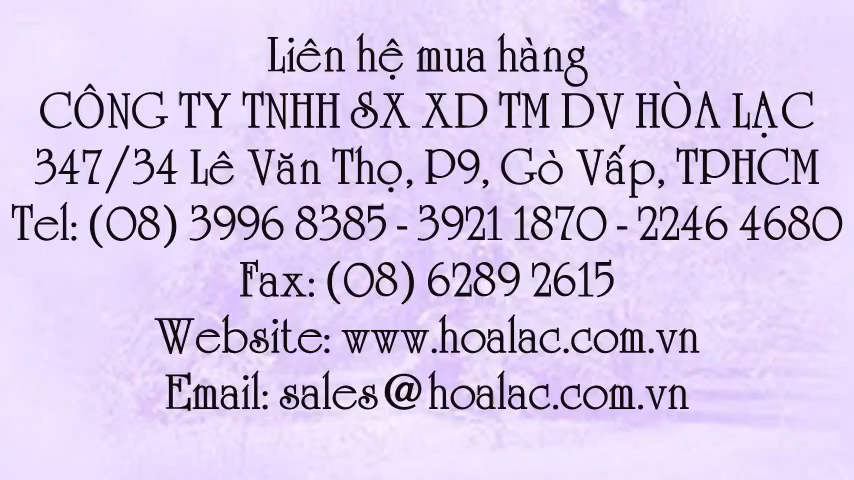 Liên hệ mua hàng
CÔNG TY TNHH SX XD TM DV HÒA LẠC
347/34 Lê Văn Thọ, P9, Gò Vấp, TPHCM
Tel: (08) 3996 8385 - 3921 1870 - 2246 4680
Fax: (08) 6289 2615
Website: www.hoalac.com.vn
Email: sales@hoalac.com.vn